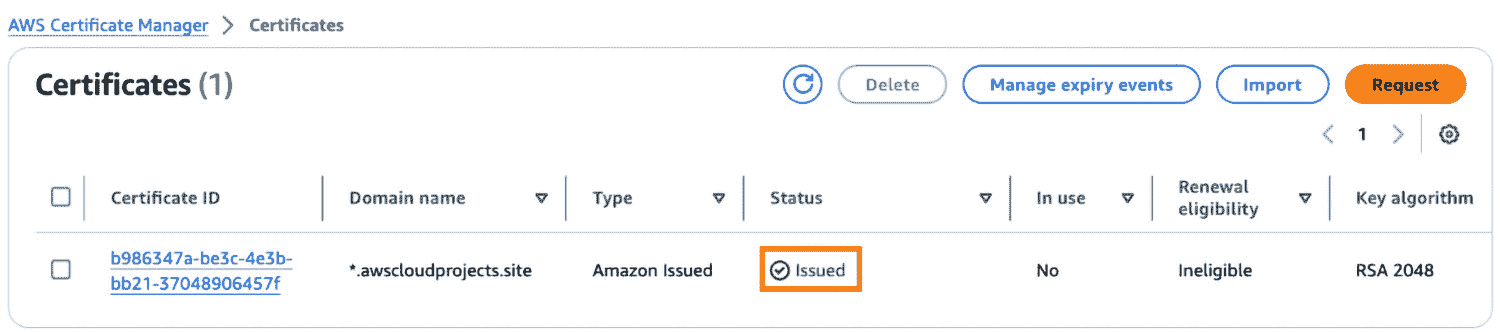 AWS Certificate Manager > Certificates
Certificates (1)
Delete
Manage expiry events
Import
Request
1
Certificate ID
Domain name
Type
Status
In use
Renewal
eligibility
Key algorithm
b986347a-be3c-4e3b-
bb21-37048906457f
*.awscloudprojects.site
Amazon Issued
Issued
No
Ineligible
RSA 2048